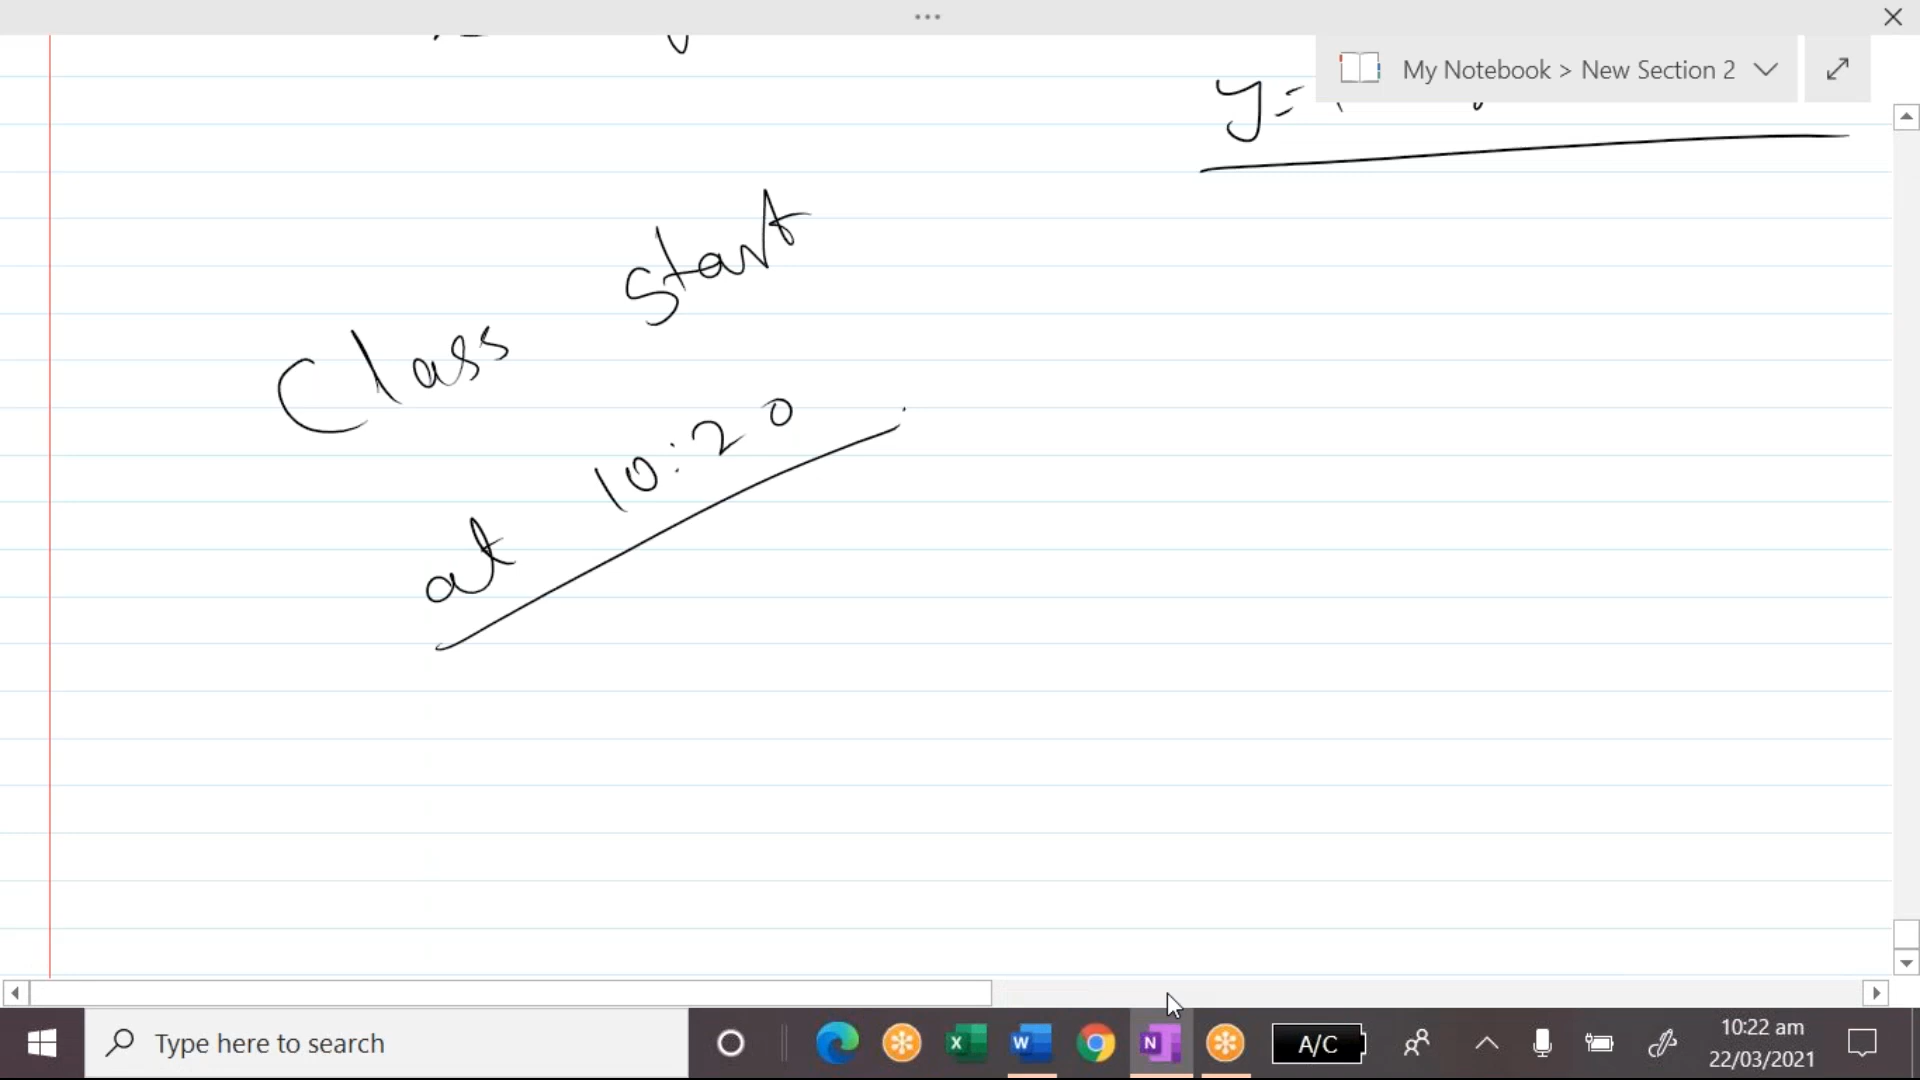 My Notebook > New Section 2
y=
Class start
at 10:20
Type here to search
A/C
10:22 am
22/03/2021